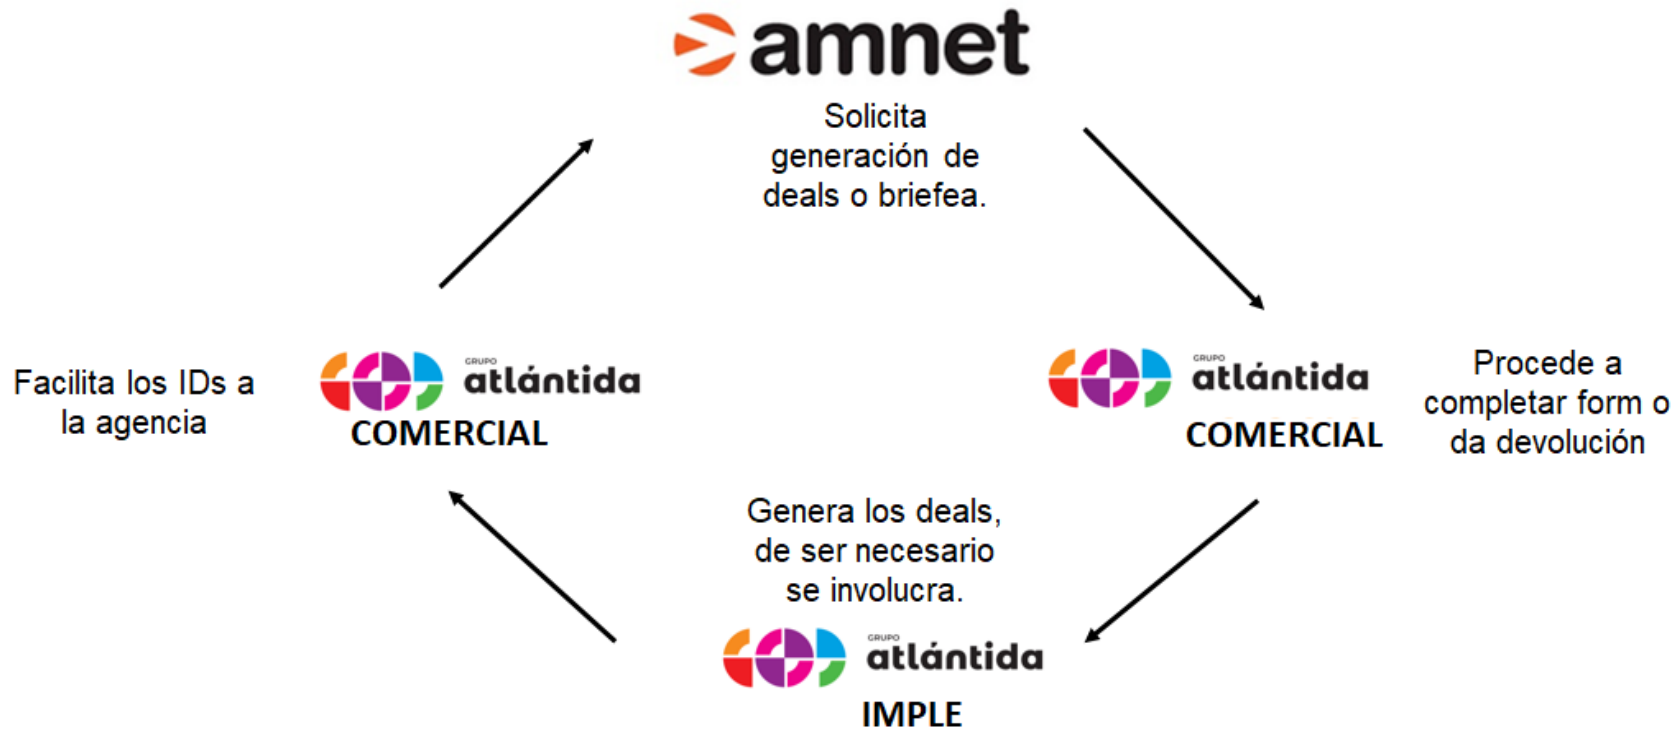 amnet
Solicita
generación de
deals o briefea.
Facilita los IDs a
la agencia
GRUPO
atlántida
COMERCIAL
GRUPO
atlántida
COMERCIAL
Procede a
completar form o
da devolución
Genera los deals,
de ser necesario
se involucra.
GRUPO
atlántida
IMPLE